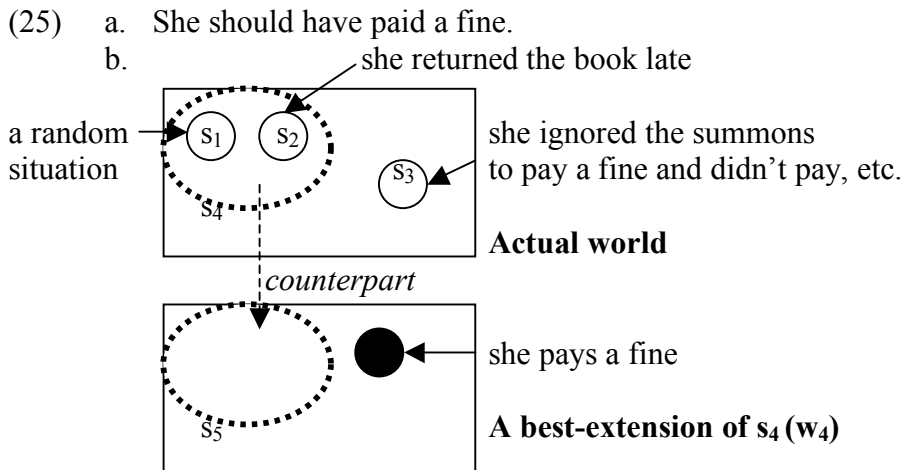 (25) a. She should have paid a fine.
b.
she returned the book late
a random situation
s1 s2
she ignored the summons
to pay a fine and didn't pay, etc.
s3
s4
Actual world
counterpart
she pays a fine
s5
A best-extension of s4 (w4)